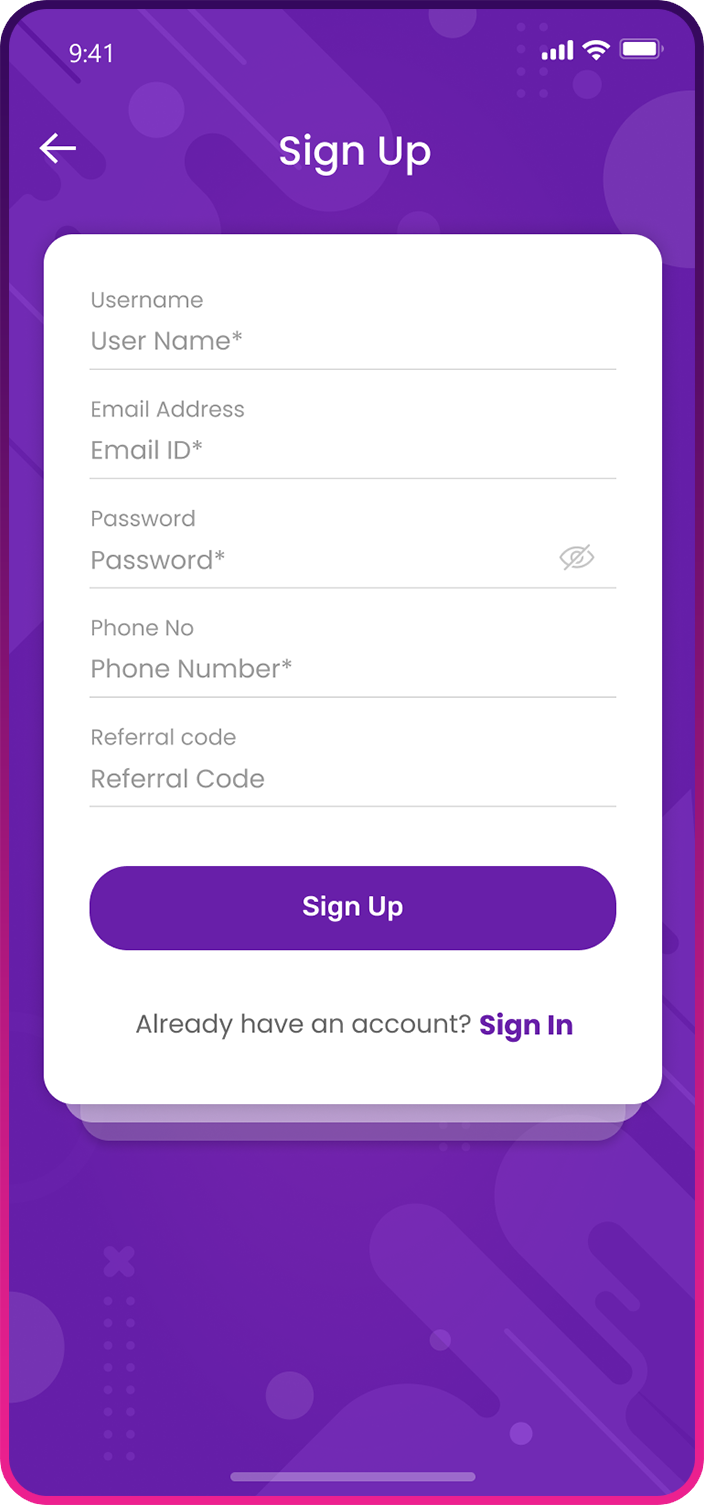 9:41
Sign Up
Username
User Name*
Email Address
Email ID*
Password
Password*
Phone No
Phone Number*
Referral code
Referral Code
Sign Up
Already have an account? Sign In